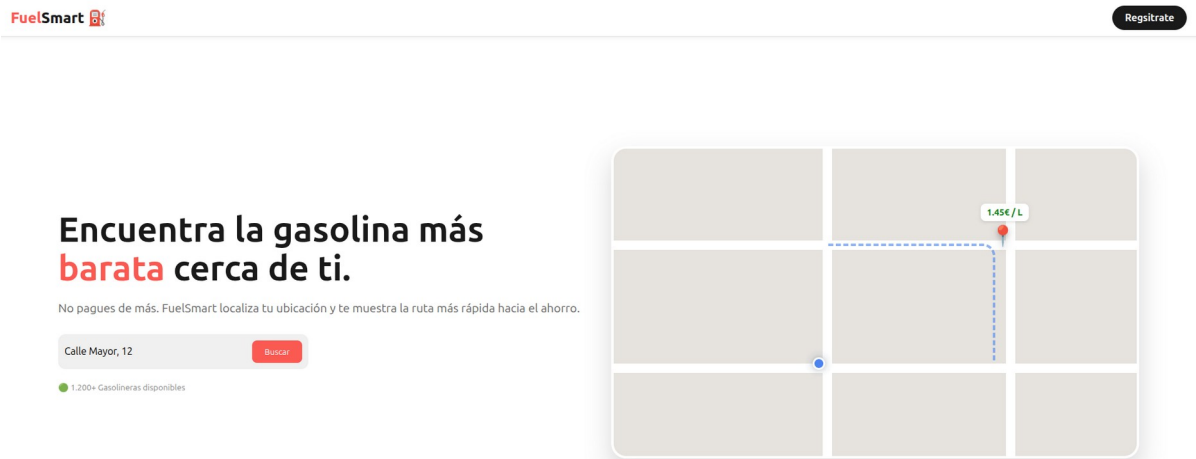 FuelSmart
Regsitrate
Encuentra la gasolina más
barata cerca de ti.
No pagues de más. FuelSmart localiza tu ubicación y te muestra la ruta más rápida hacia el ahorro.
Calle Mayor, 12
Buscar
1.200+ Gasolineras disponibles
1.45€ / L